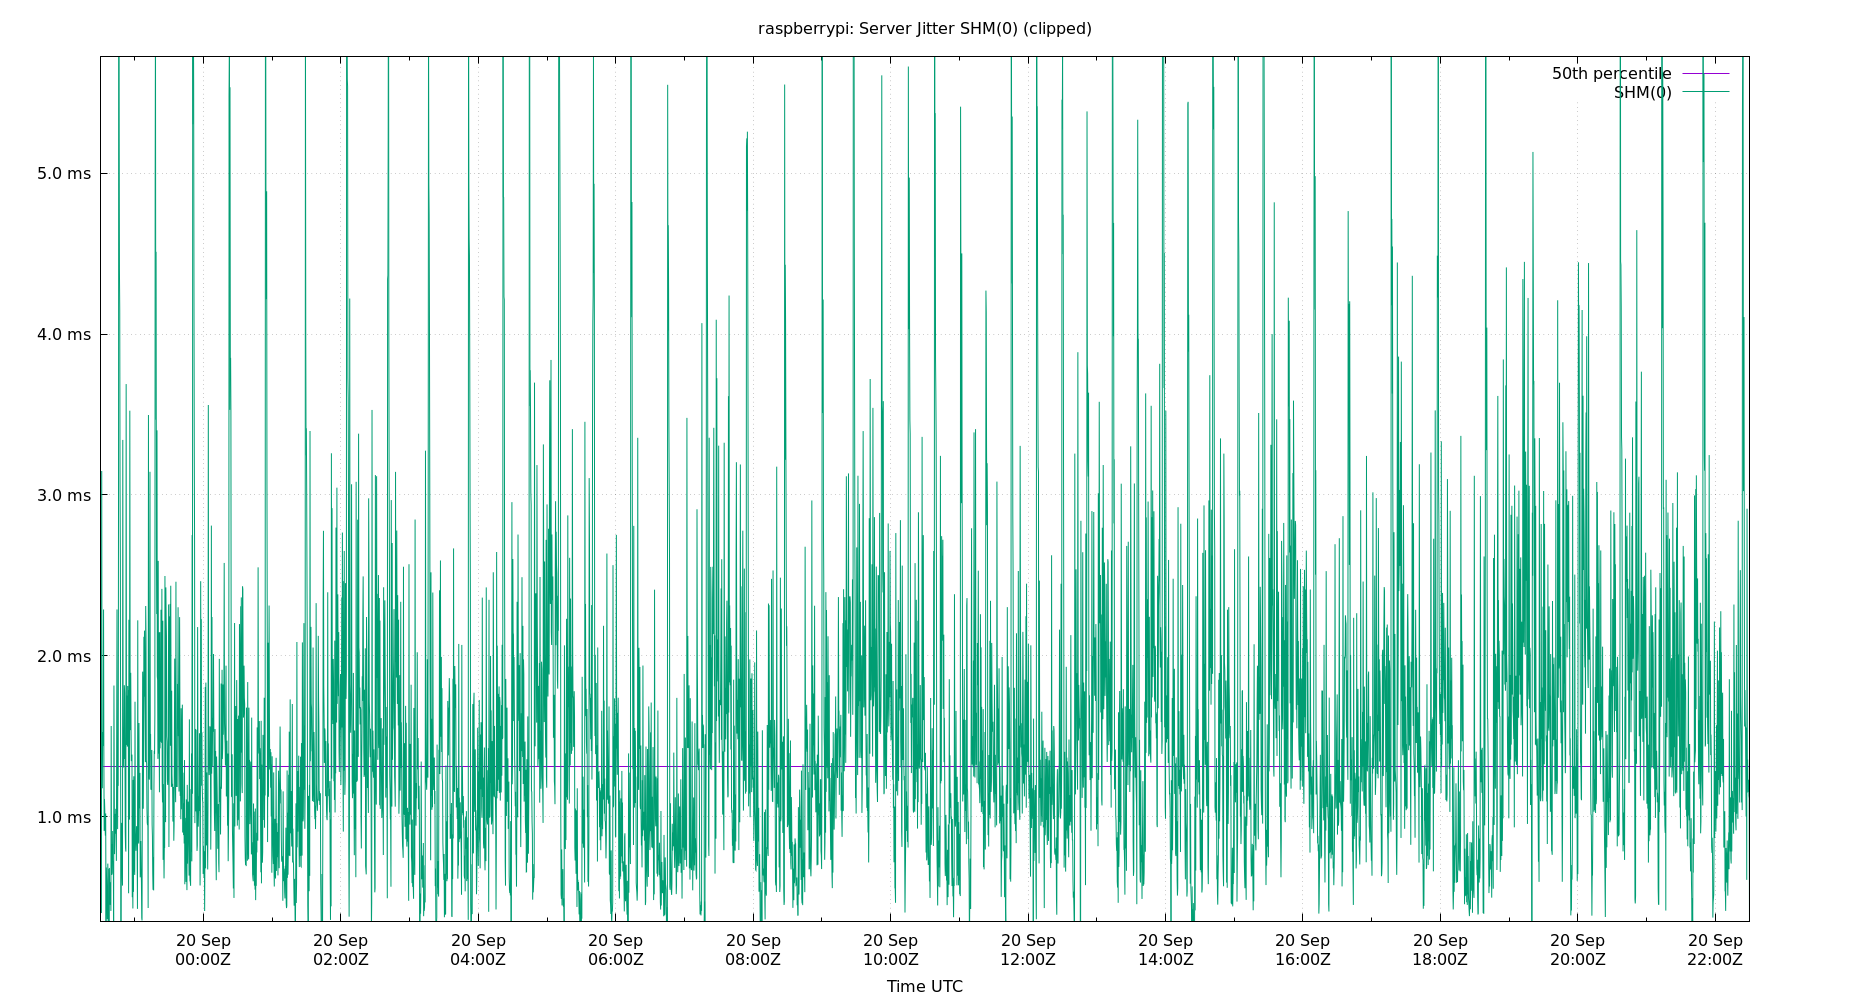 raspberrypi: Server Jitter SHM(0) (clipped)
50th percentile
SHM(0)
5.0 ms
4.0 ms
3.0 ms
2.0 ms
1.0 ms
20 Sep 20 Sep 20 Sep 20 Sep 20 Sep 20 Sep 20 Sep 20 Sep 20 Sep 20 Sep 20 Sep 20 Sep
00:00Z 02:00Z 04:00Z 06:00Z 08:00Z 10:00Z 12:00Z 14:00Z 16:00Z 18:00Z 20:00Z 22:00Z
Time UTC